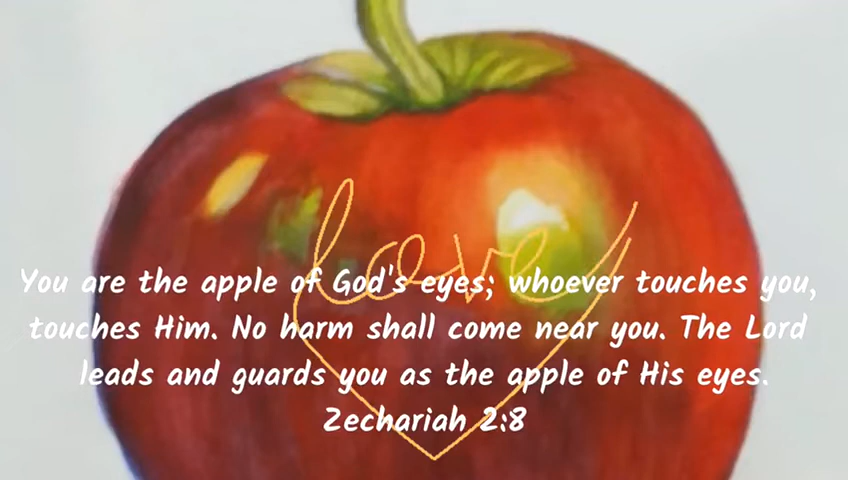 love
You are the apple of God's eyes; whoever touches you,
touches Him. No harm shall come near you. The Lord
leads and guards you as the apple of His eyes.
Zechariah 2:8